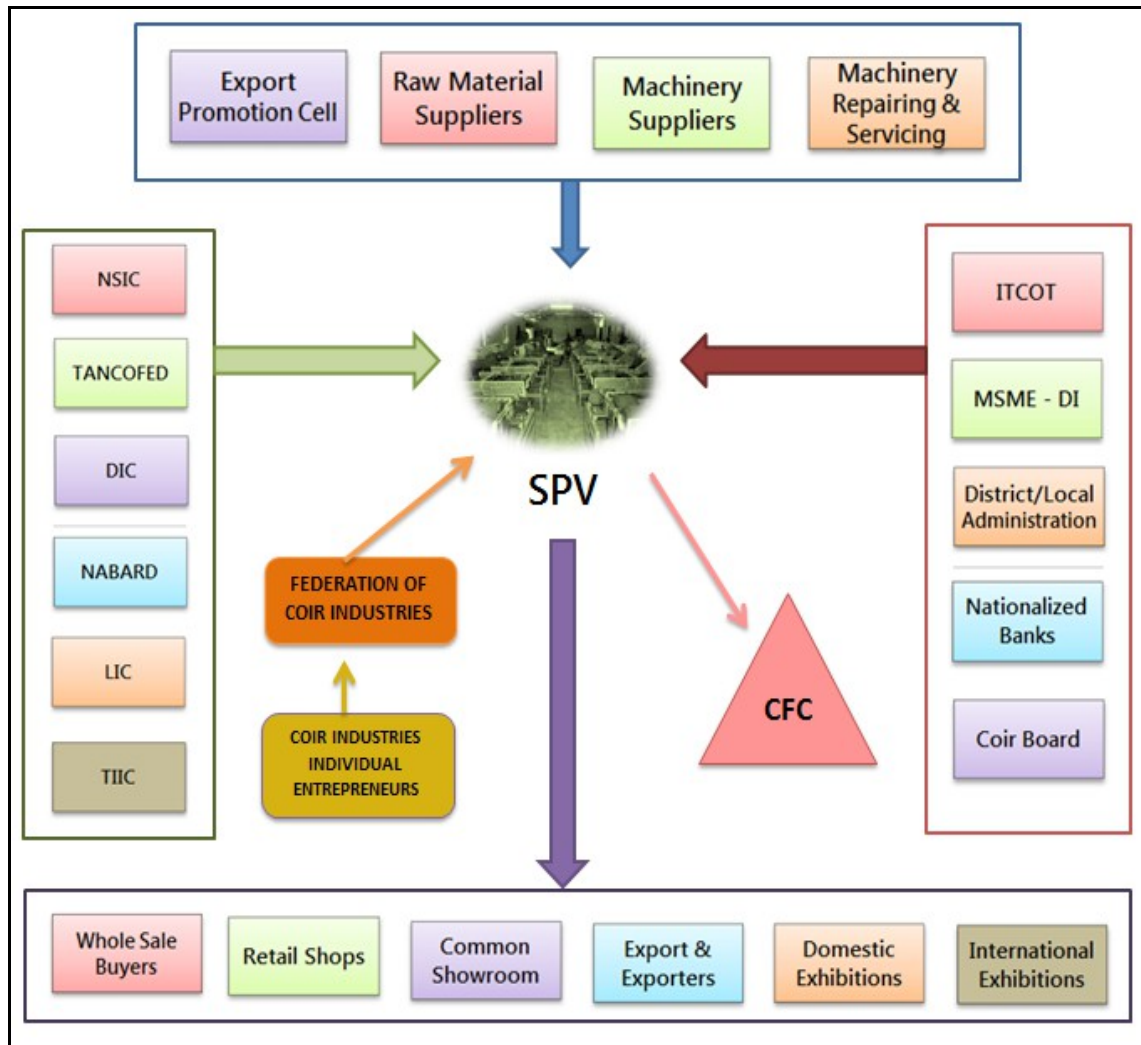 Export
Promotion Cell
Raw Material
Suppliers
Machinery
Suppliers
Machinery
Repairing &
Servicing
NSIC
TANCOFED
DIC
NABARD
LIC
TIIC
SPV
FEDERATION OF
COIR INDUSTRIES
COIR INDUSTRIES
INDIVIDUAL
ENTREPRENEURS
CFC
ITCOT
MSME - DI
District/Local
Administration
Nationalized
Banks
Coir Board
Whole Sale
Buyers
Retail Shops
Common
Showroom
Export &
Exporters
Domestic
Exhibitions
International
Exhibitions